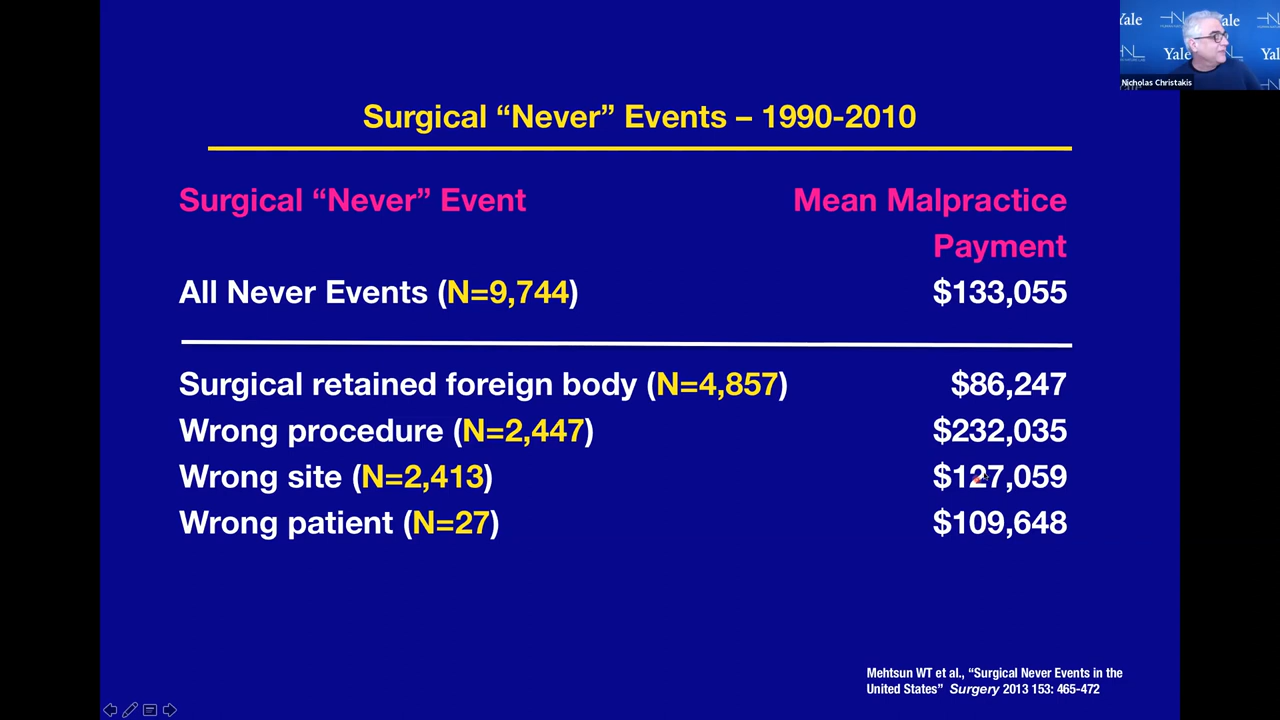 Yale
Yale
Yale
Yal
Nicholas Christakis
Surgical “Never” Events – 1990-2010
Surgical “Never” Event
Mean Malpractice
Payment
All Never Events (N=9,744)
$133,055
Surgical retained foreign body (N=4,857)
$86,247
Wrong procedure (N=2,447)
$232,035
Wrong site (N=2,413)
$127,059
Wrong patient (N=27)
$109,648
Mehtsun WT et al., “Surgical Never Events in the
United States” Surgery 2013 153: 465-472